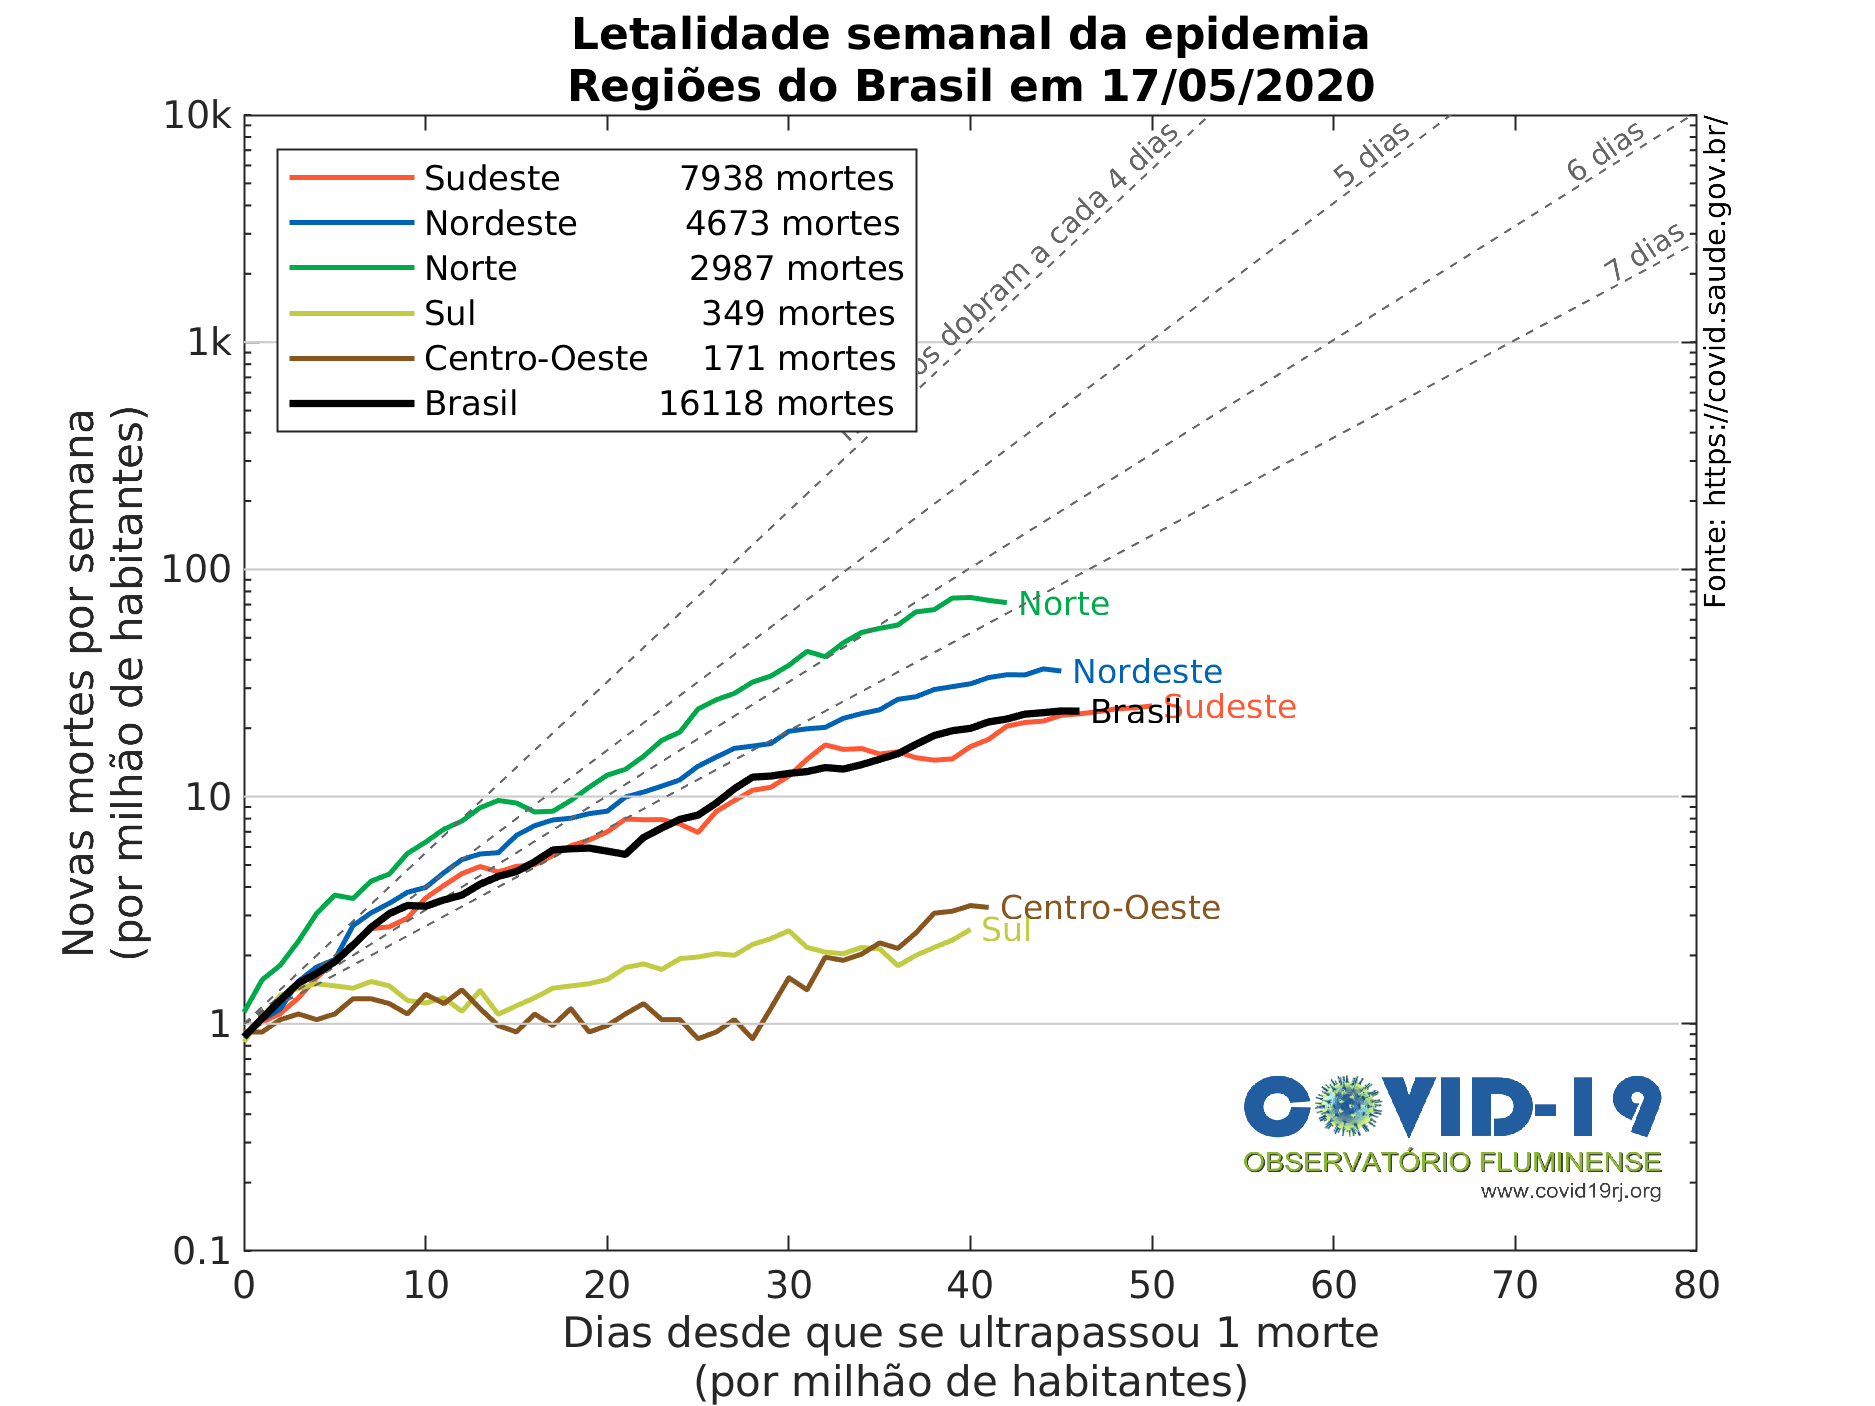 Letalidade semanal da epidemia
Regiões do Brasil em 17/05/2020
Novas mortes por semana
(por milhão de habitantes)
10k
1k
100
10
1
0.1
Sudeste 7938 mortes
Nordeste 4673 mortes
Norte 2987 mortes
Sul 349 mortes
Centro-Oeste 171 mortes
Brasil 16118 mortes
dobram a cada 4 dias
5 dias
6 dias
7 dias
Fonte: https://covid.saude.gov.br/
Norte
Nordeste
Brasil
Sudeste
Centro-Oeste
Sul
COVID-19
OBSERVATÓRIO FLUMINENSE
www.covid19rj.org
0 10 20 30 40 50 60 70 80
Dias desde que se ultrapassou 1 morte
(por milhão de habitantes)